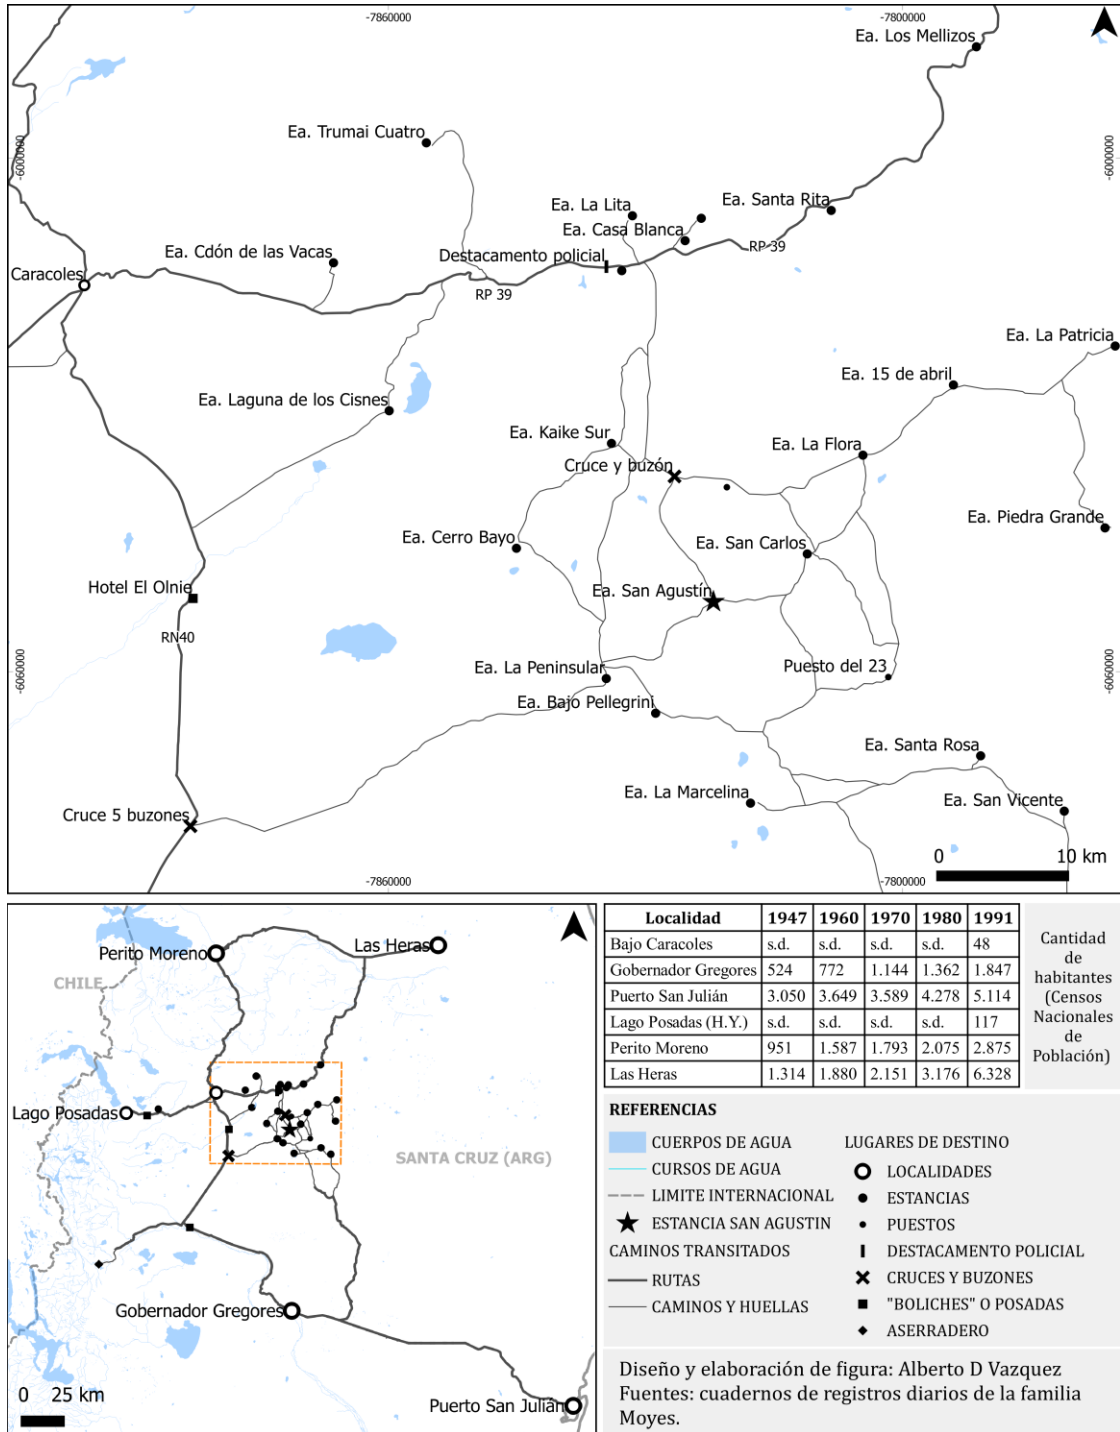 -7860000
-7800000
Ea. Los Mellizos
Ea. Trumai Cuatro
-6000000
-6000000
Ea. La Lita
Ea. Santa Rita
Ea. Casa Blanca
Ea. Cdón de las Vacas
Destacamento policial
RP 39
Caracoles
RP 39
Ea. La Patricia
Ea. 15 de abril
Ea. Laguna de los Cisnes
Ea. Kaike Sur
Ea. La Flora
Cruce y buzón
Ea. Piedra Grande
Ea. Cerro Bayo
Ea. San Carlos
Hotel El Olnie
Ea. San Agustín
RN40
Ea. La Peninsular
Puesto del 23
-6060000
-6060000
Ea. Bajo Pellegrini
Ea. Santa Rosa
Ea. La Marcelina
Ea. San Vicente
Cruce 5 buzones
0 10 km
-7860000
-7800000
Perito Moreno
Las Heras
CHILE
Lago Posadas
SANTA CRUZ (ARG)
Gobernador Gregores
0 25 km
Puerto San Julián
Localidad 1947 1960 1970 1980 1991
Bajo Caracoles s.d. s.d. s.d. s.d. 48
Gobernador Gregores 524 772 1.144 1.362 1.847
Puerto San Julián 3.050 3.649 3.589 4.278 5.114
Lago Posadas (H.Y.) s.d. s.d. s.d. s.d. 117
Perito Moreno 951 1.587 1.793 2.075 2.875
Las Heras 1.314 1.880 2.151 3.176 6.328
Cantidad
de
habitantes
(Censos
Nacionales
de
Población)
REFERENCIAS
CUERPOS DE AGUA
CURSOS DE AGUA
LIMITE INTERNACIONAL
ESTANCIA SAN AGUSTIN
CAMINOS TRANSITADOS
RUTAS
CAMINOS Y HUELLAS
LUGARES DE DESTINO
LOCALIDADES
ESTANCIAS
PUESTOS
DESTACAMENTO POLICIAL
CRUCES Y BUZONES
"BOLICHES" O POSADAS
ASERRADERO
Diseño y elaboración de figura: Alberto D Vazquez
Fuentes: cuadernos de registros diarios de la familia
Moyes.